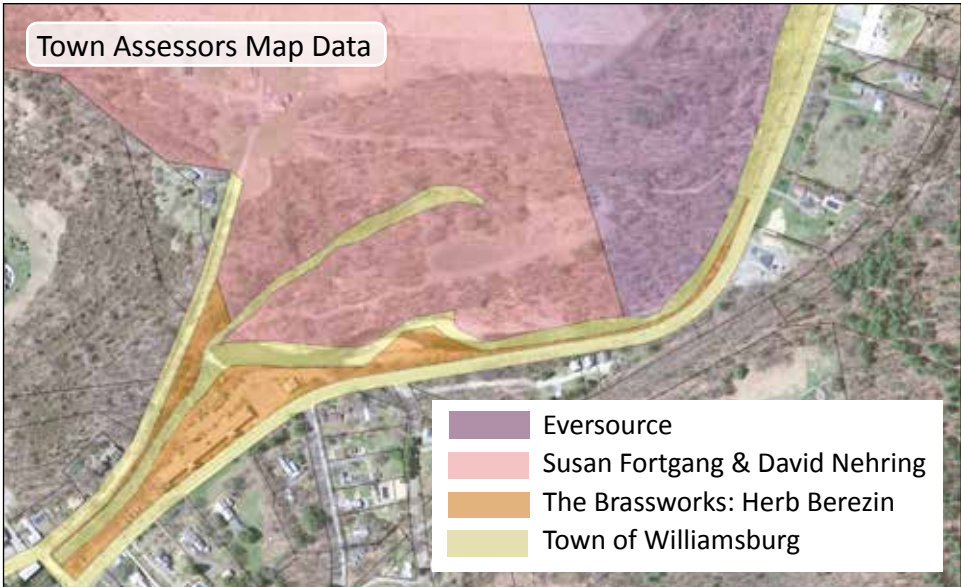 Town Assessors Map Data
Eversource
Susan Fortgang & David Nehring
The Brassworks: Herb Berezin
Town of Williamsburg